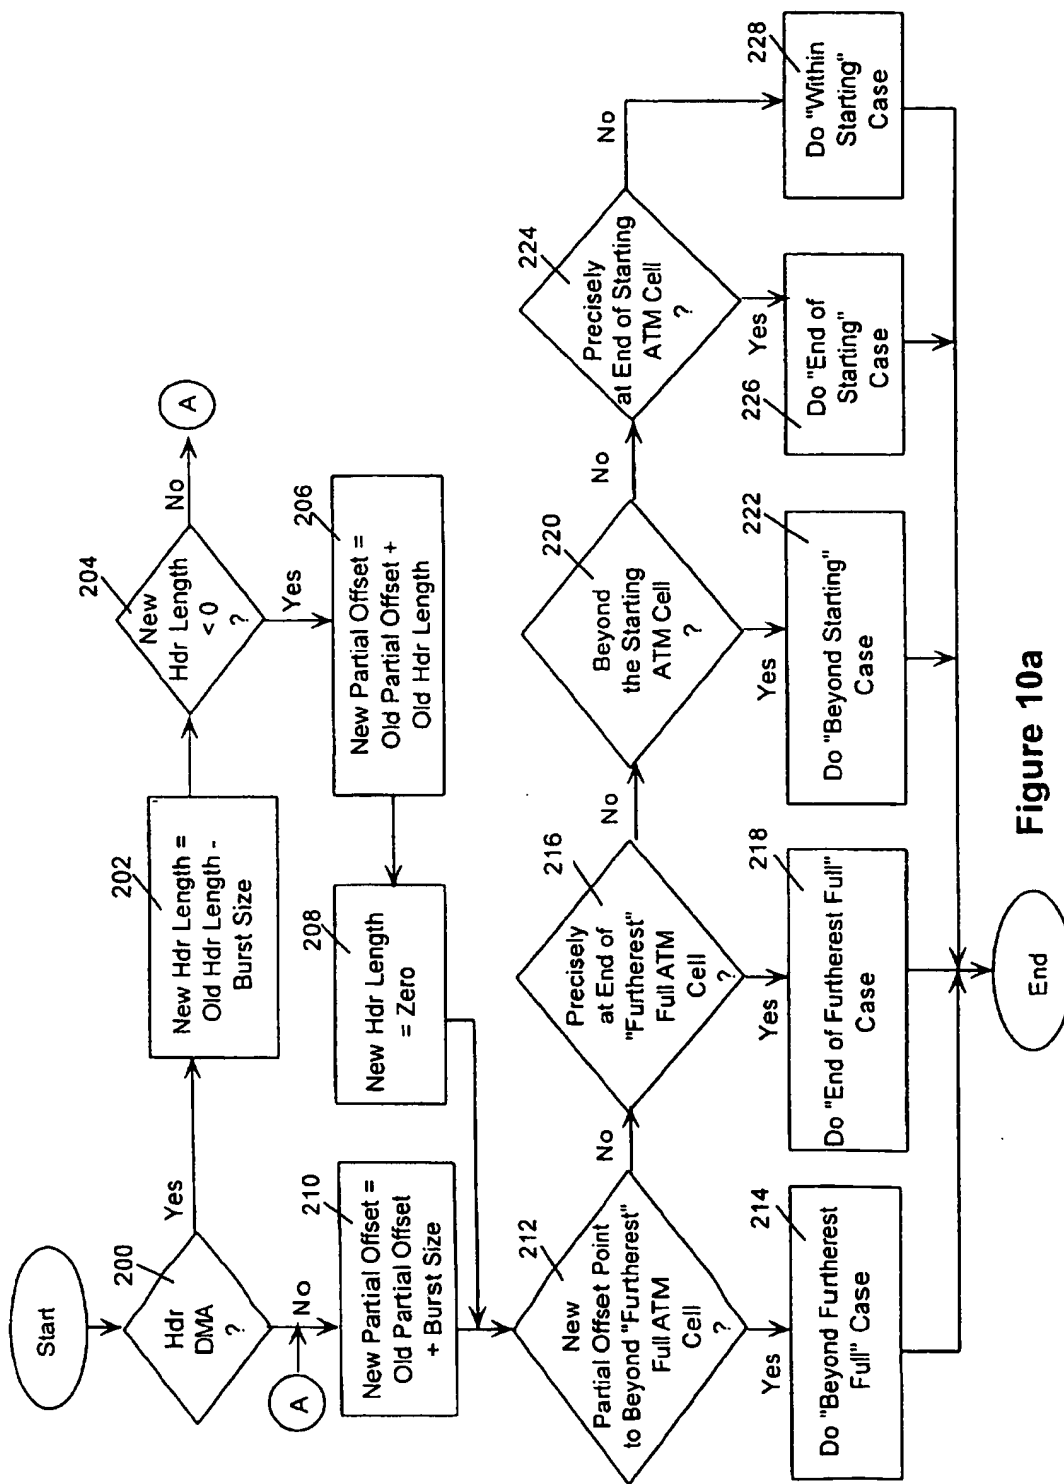 Start
200
Hdr
DMA
?
Yes
No
A
202
New Hdr Length =
Old Hdr Length -
Burst Size
204
New
Hdr Length
< 0
?
No
A
Yes
206
New Partial Offset =
Old Partial Offset +
Old Hdr Length
208
New Hdr Length
= Zero
210
New Partial Offset =
Old Partial Offset
+ Burst Size
212
New
Partial Offset Point
to Beyond "Furtherest"
Full ATM
Cell
?
Yes
No
214
Do "Beyond Furtherest
Full" Case
216
Precisely
at End of
"Furtherest"
Full ATM
Cell
?
Yes
No
218
Do "End of Furtherest Full"
Case
220
Beyond
the Starting
ATM Cell
?
Yes
No
222
Do "Beyond Starting"
Case
224
Precisely
at End of Starting
ATM Cell
?
Yes
No
226
Do "End of
Starting"
Case
228
Do "Within
Starting"
Case
End
Figure 10a